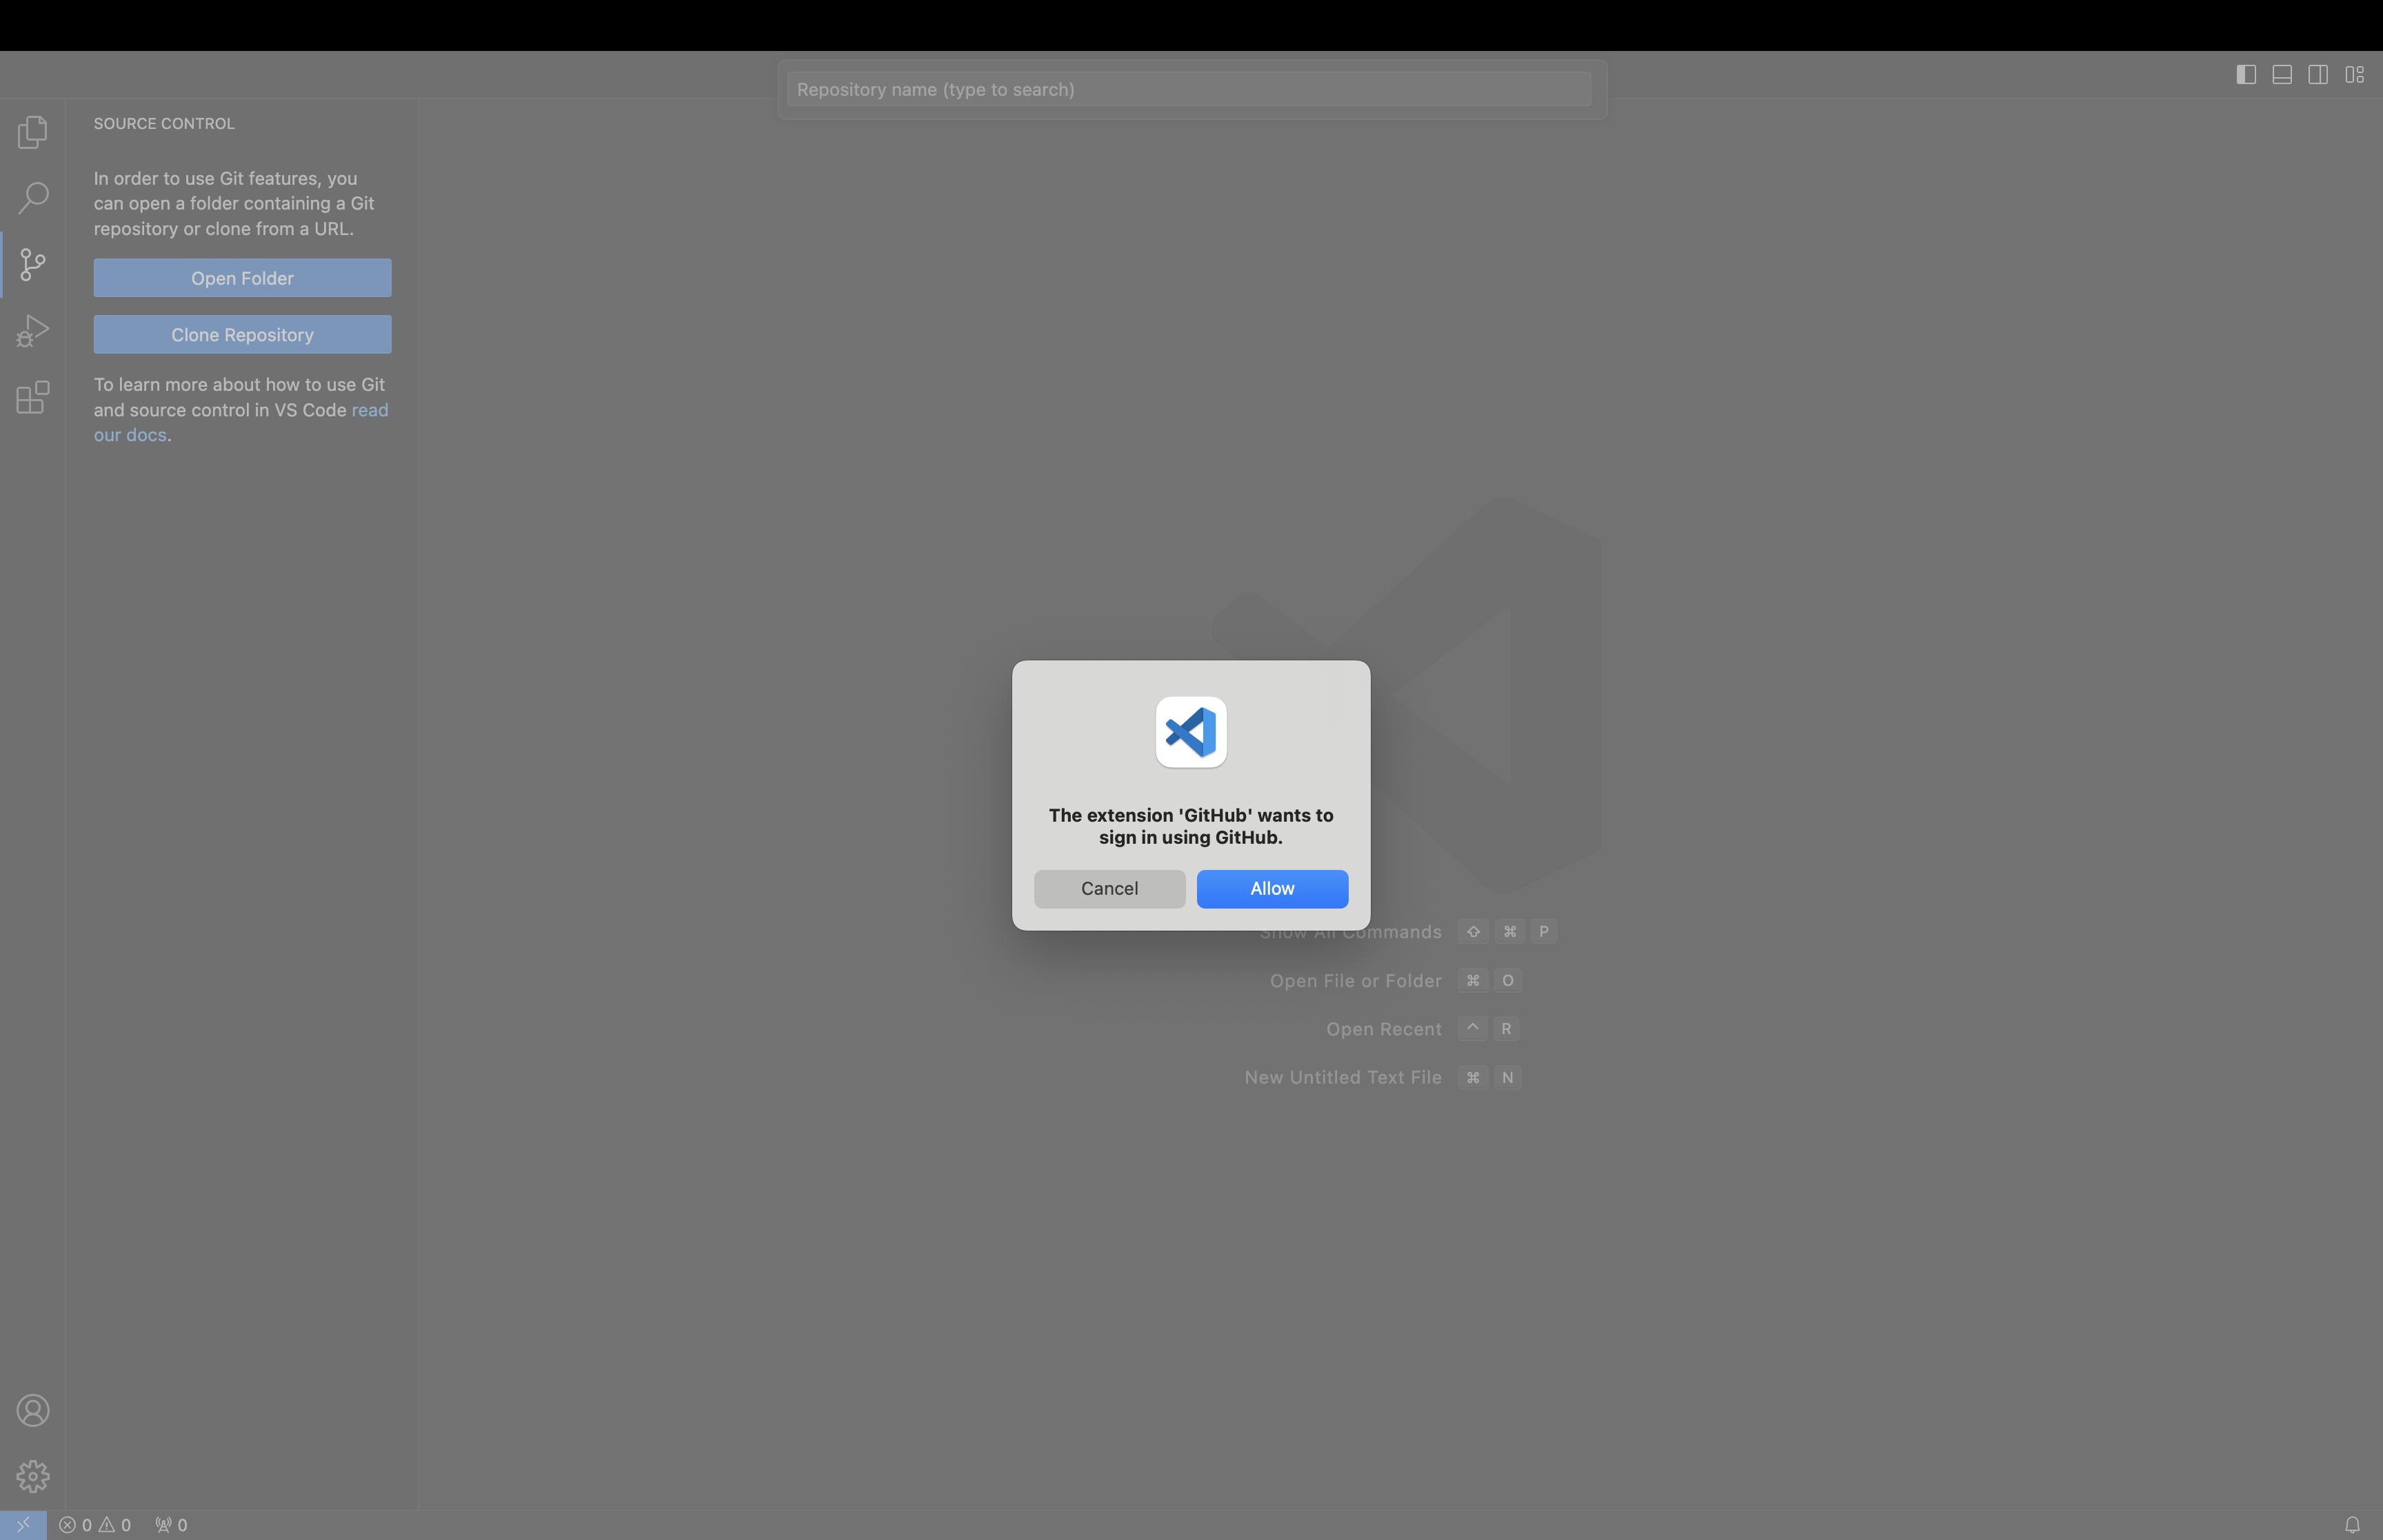 Repository name (type to search)
SOURCE CONTROL
In order to use Git features, you
can open a folder containing a Git
repository or clone from a URL.
Open Folder
Clone Repository
To learn more about how to use Git
and source control in VS Code read
our docs.
The extension 'GitHub' wants to
sign in using GitHub.
Cancel Allow
Show All Commands ⇧ ⌘ P
Open File or Folder ⌘ O
Open Recent ^ R
New Untitled Text File ⌘ N
0 0 0